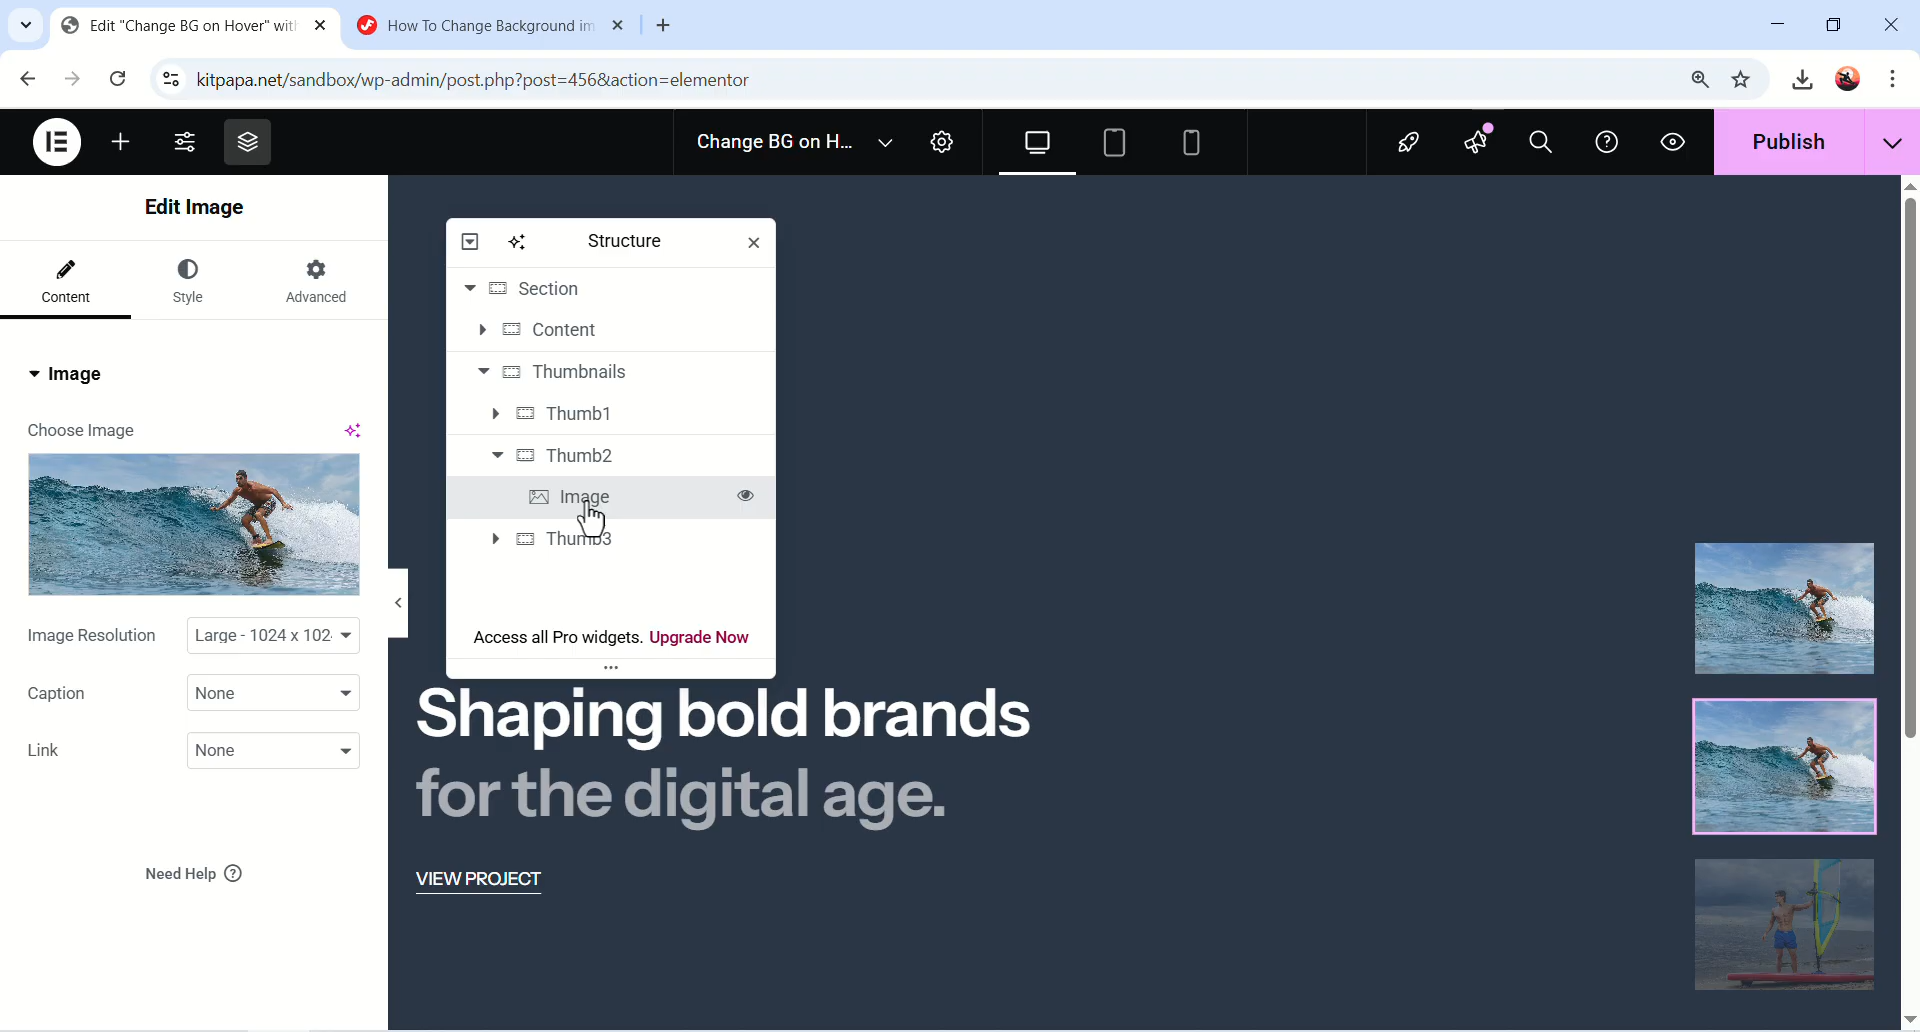 Edit "Change BG on Hover" with
How To Change Background im
kitpapa.net/sandbox/wp-admin/post.php?post=456&action=elementor
Change BG on H...
Publish
Edit Image
Content
Style
Advanced
Image
Choose Image
Image Resolution
Large - 1024 x 102
Caption
None
Link
None
Need Help
Structure
Section
Content
Thumbnails
Thumb1
Thumb2
Image
Thumb3
Access all Pro widgets. Upgrade Now
Shaping bold brands
for the digital age.
VIEW PROJECT